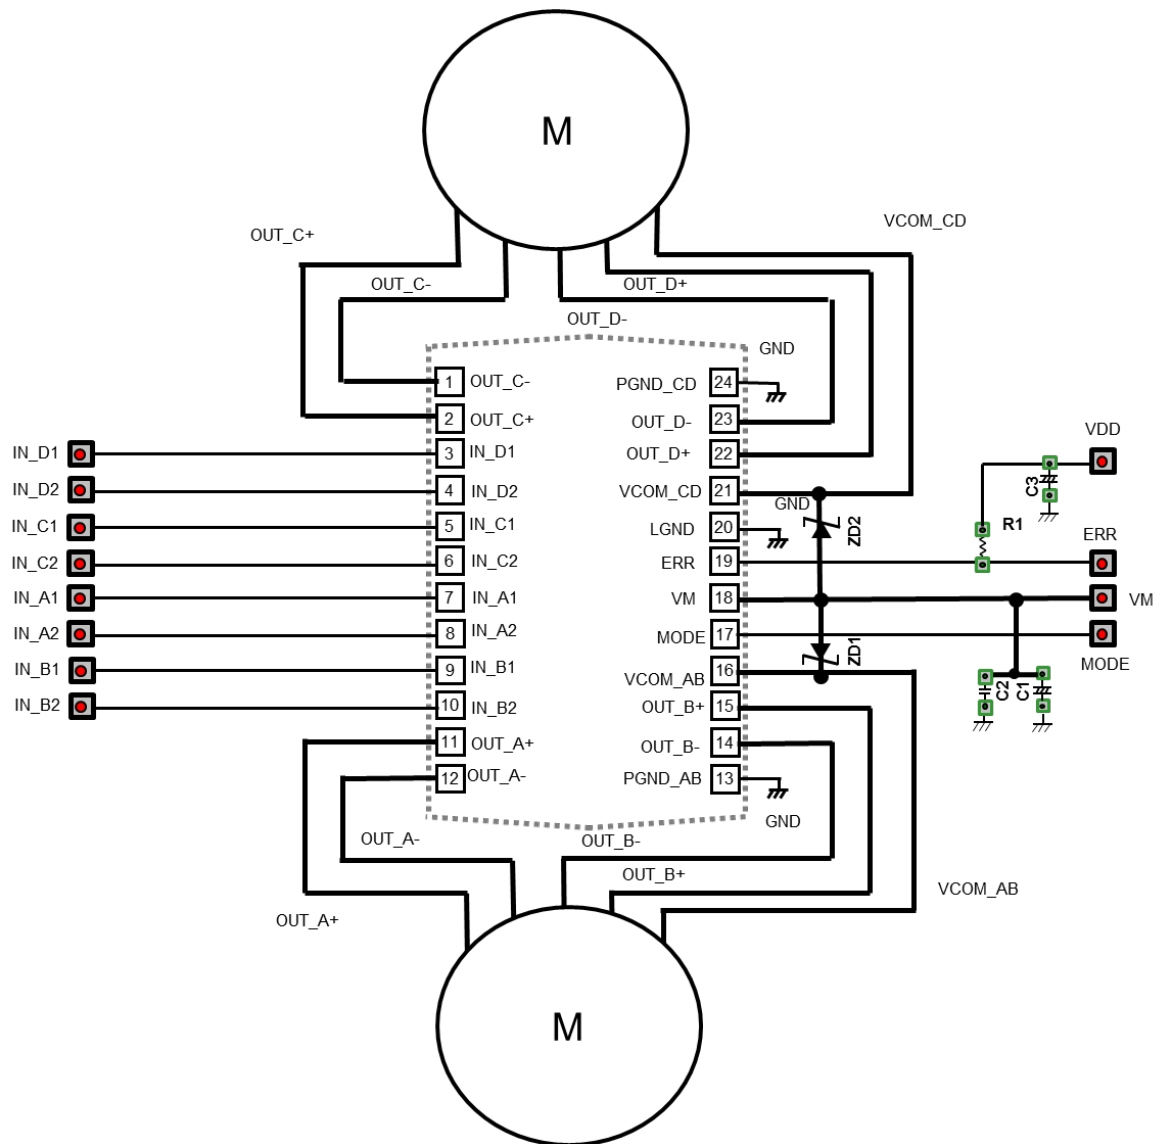 M
VCOM_CD
OUT_C+
OUT_C-
OUT_D+
OUT_D-
GND
1 OUT_C- PGND_CD 24
2 OUT_C+ OUT_D- 23
IN_D1 3 IN_D1 OUT_D+ 22
VDD
IN_D2 4 IN_D2 VCOM_CD 21
C3
GND
IN_C1 5 IN_C1 LGND 20
ZD2
R1
ERR
IN_C2 6 IN_C2 ERR 19
IN_A1 7 IN_A1 VM 18 VM
IN_A2 8 IN_A2 MODE 17
ZD1
MODE
IN_B1 9 IN_B1 VCOM_AB 16
C2 C1
IN_B2 10 IN_B2 OUT_B+ 15
11 OUT_A+ OUT_B- 14
12 OUT_A- PGND_AB 13
GND
OUT_A-
OUT_B-
OUT_B+
VCOM_AB
OUT_A+
M